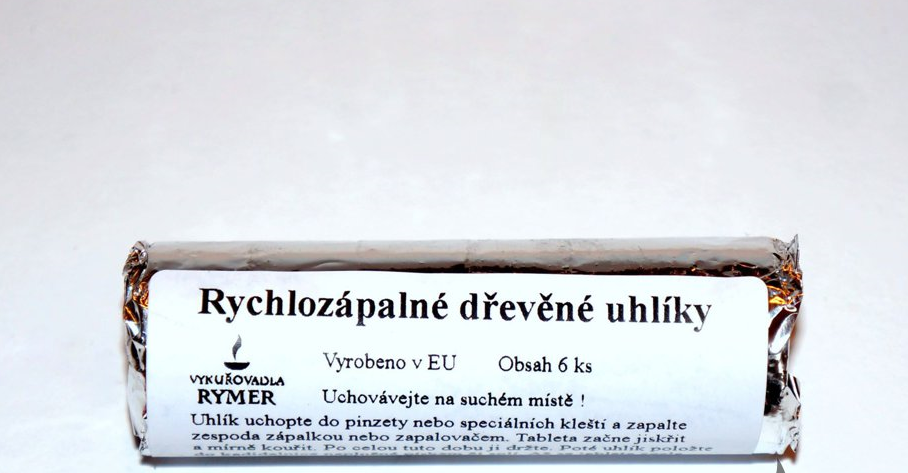 Rychlozápalné dřevěné uhlíky
Vyrobeno v EU Obsah 6 ks
VYKUŘOVADLA
RYMER
Uchovávejte na suchém místě !
Uhlík uchopte do pinzety nebo speciálních kleští a zapalte
zespoda zápalkou nebo zapalovačem. Tableta začne jiskřit
a mírně kouřit. Po celou tuto dobu ji držte. Poté uhlík položte